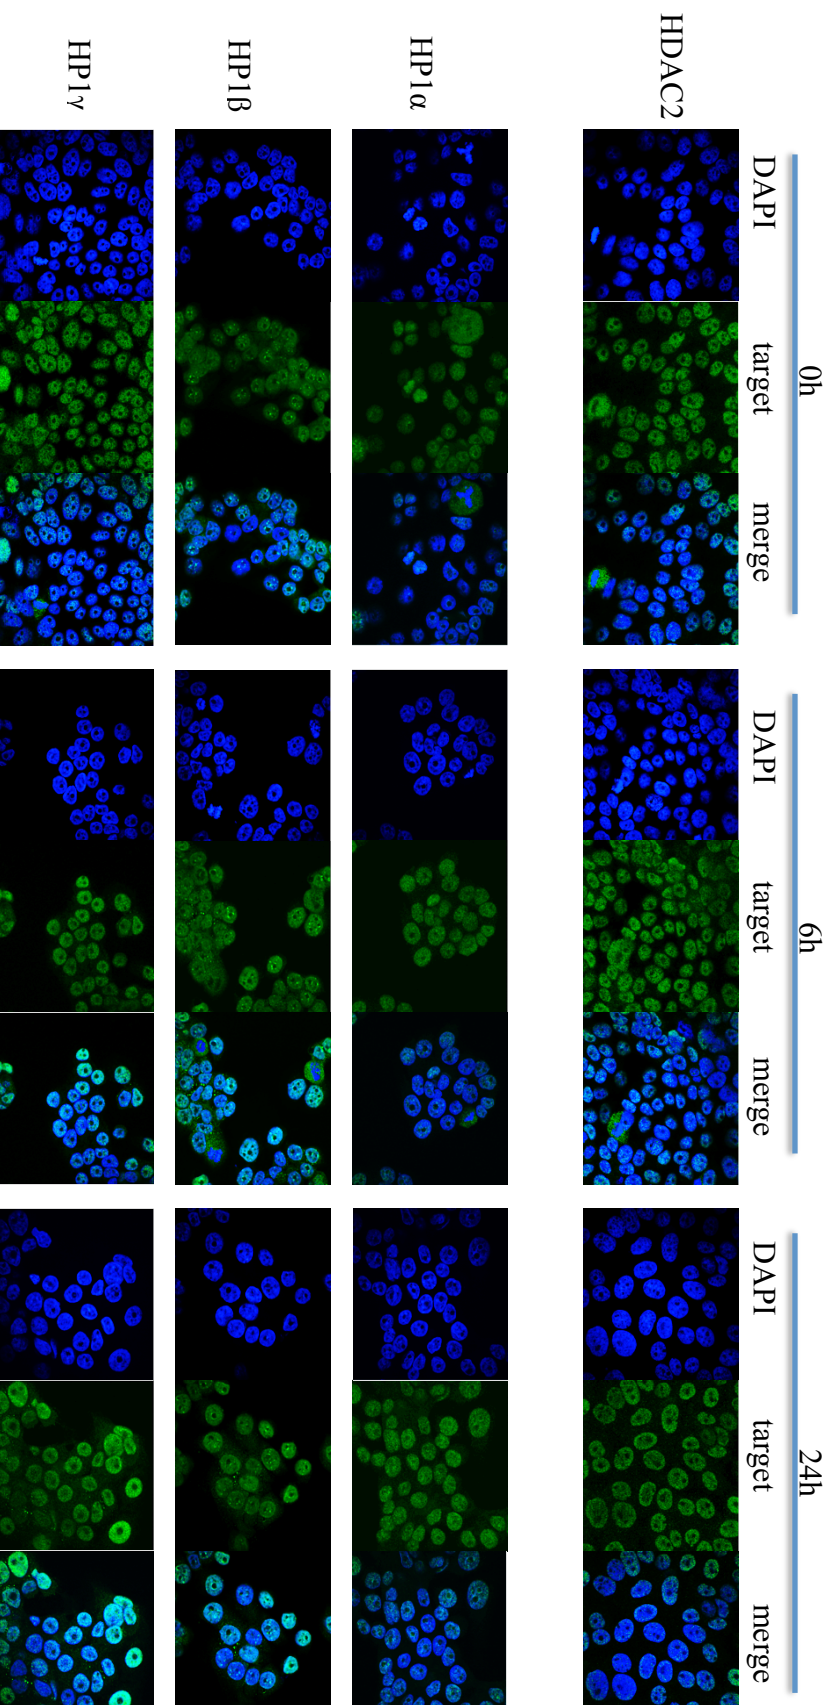 0h
6h
24h
DAPI
target
merge
DAPI
target
merge
DAPI
target
merge
HDAC2
HP1α
HP1β
HP1γ